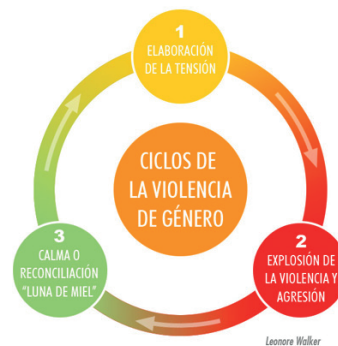 1
ELABORACIÓN
DE LA TENSIÓN
CICLOS DE
LA VIOLENCIA
DE GÉNERO
3
CALMA O
RECONCILIACIÓN
"LUNA DE MIEL"
2
EXPLOSIÓN DE
LA VIOLENCIA Y
AGRESIÓN
Leonore Walker